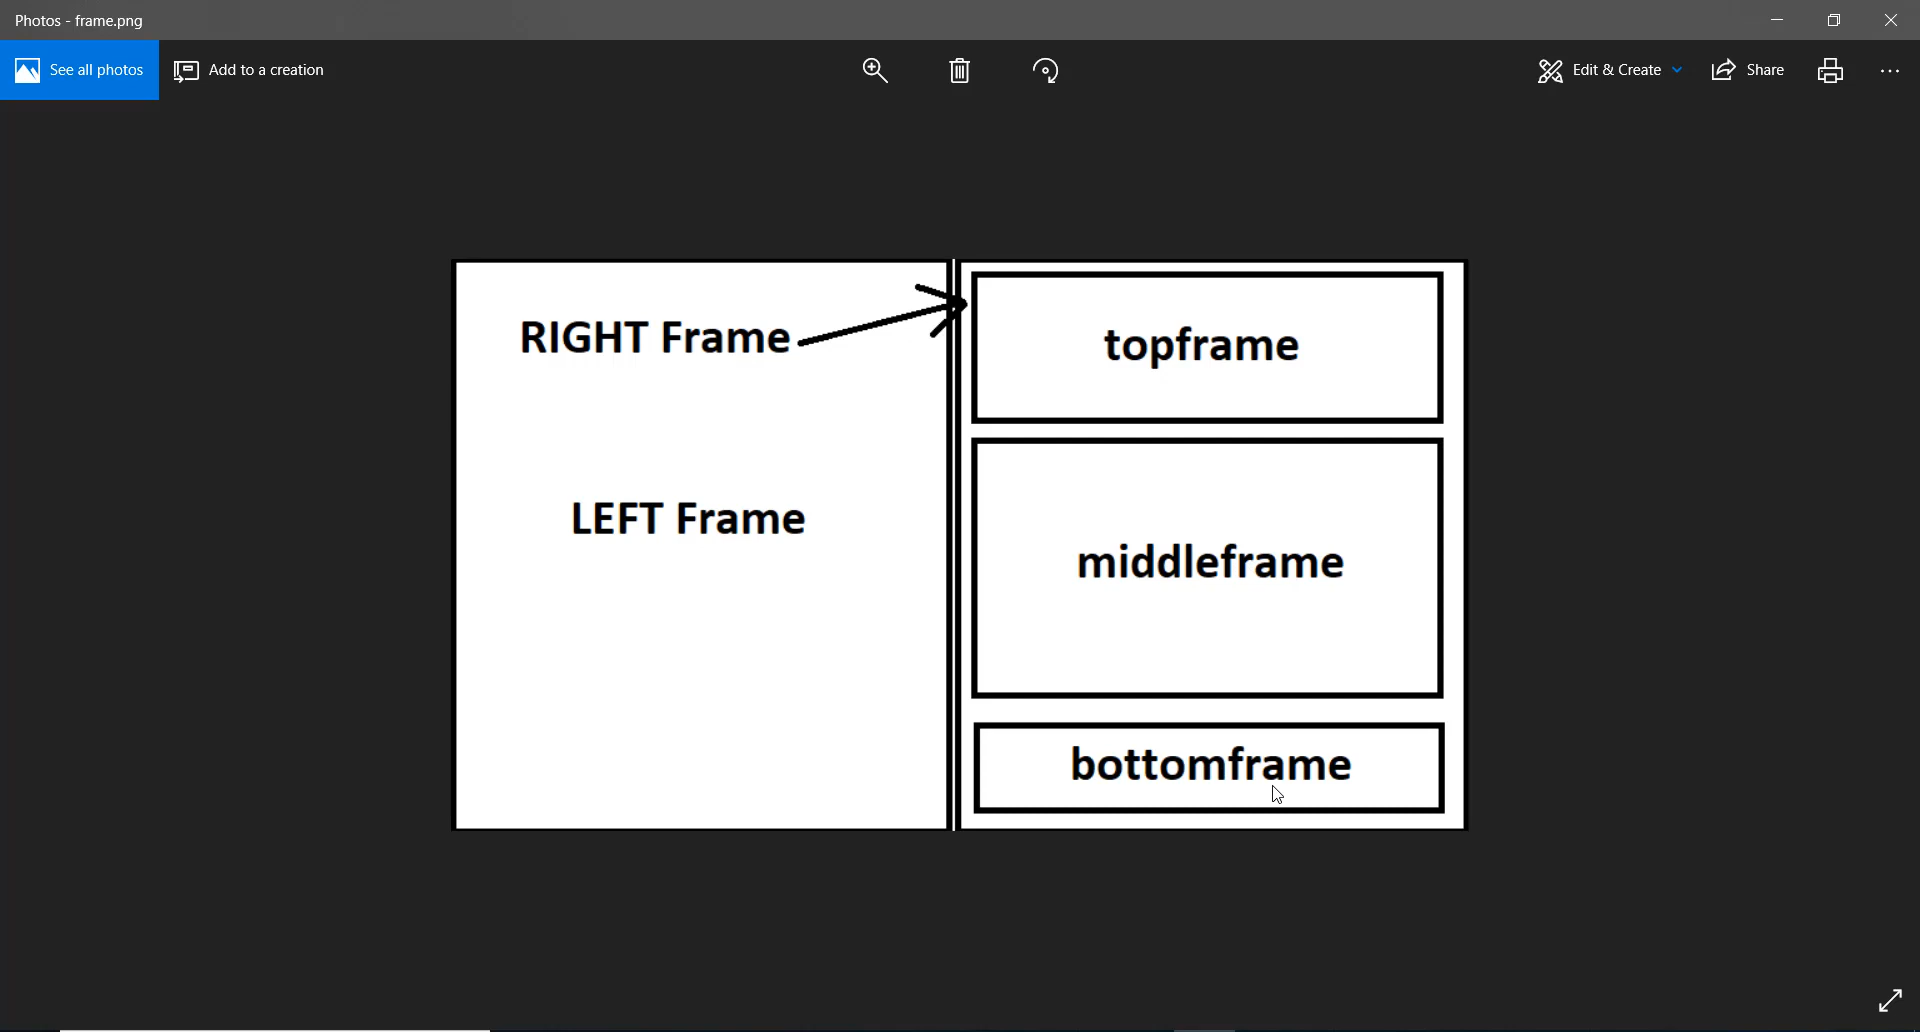 Photos - frame.png
See all photos
Add to a creation
Edit & Create
Share
RIGHT Frame
LEFT Frame
topframe
middleframe
bottomframe